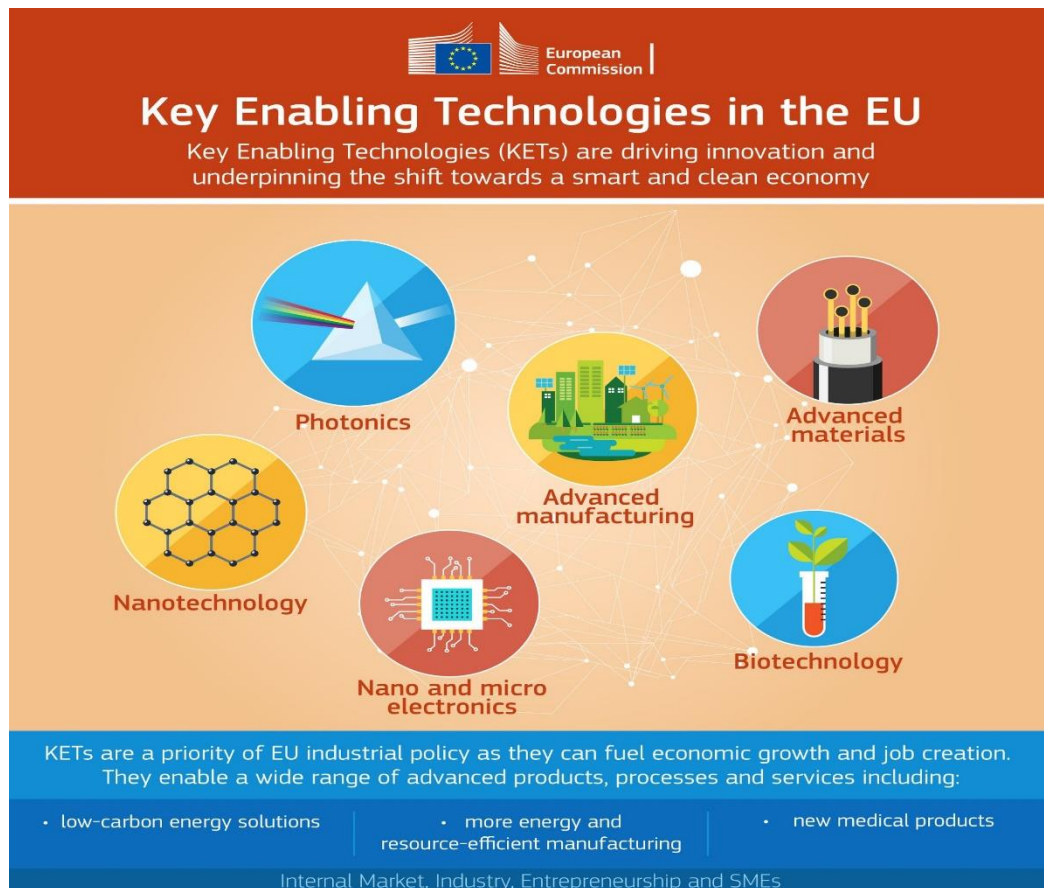 European
Commission
Key Enabling Technologies in the EU
Key Enabling Technologies (KETs) are driving innovation and
underpinning the shift towards a smart and clean economy
Photonics
Advanced
materials
Advanced
manufacturing
Nanotechnology
Nano and micro
electronics
Biotechnology
KETs are a priority of EU industrial policy as they can fuel economic growth and job creation.
They enable a wide range of advanced products, processes and services including:
• low-carbon energy solutions
• more energy and
resource-efficient manufacturing
• new medical products
Internal Market, Industry, Entrepreneurship and SMEs